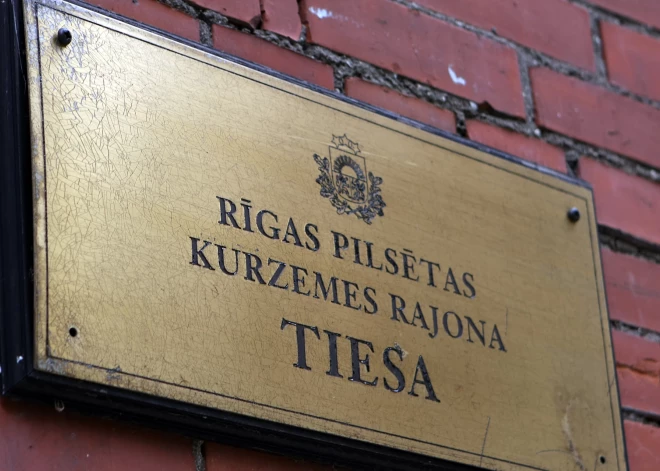 RĪGAS PILSĒTAS
KURZEMES RAJONA
TIESA